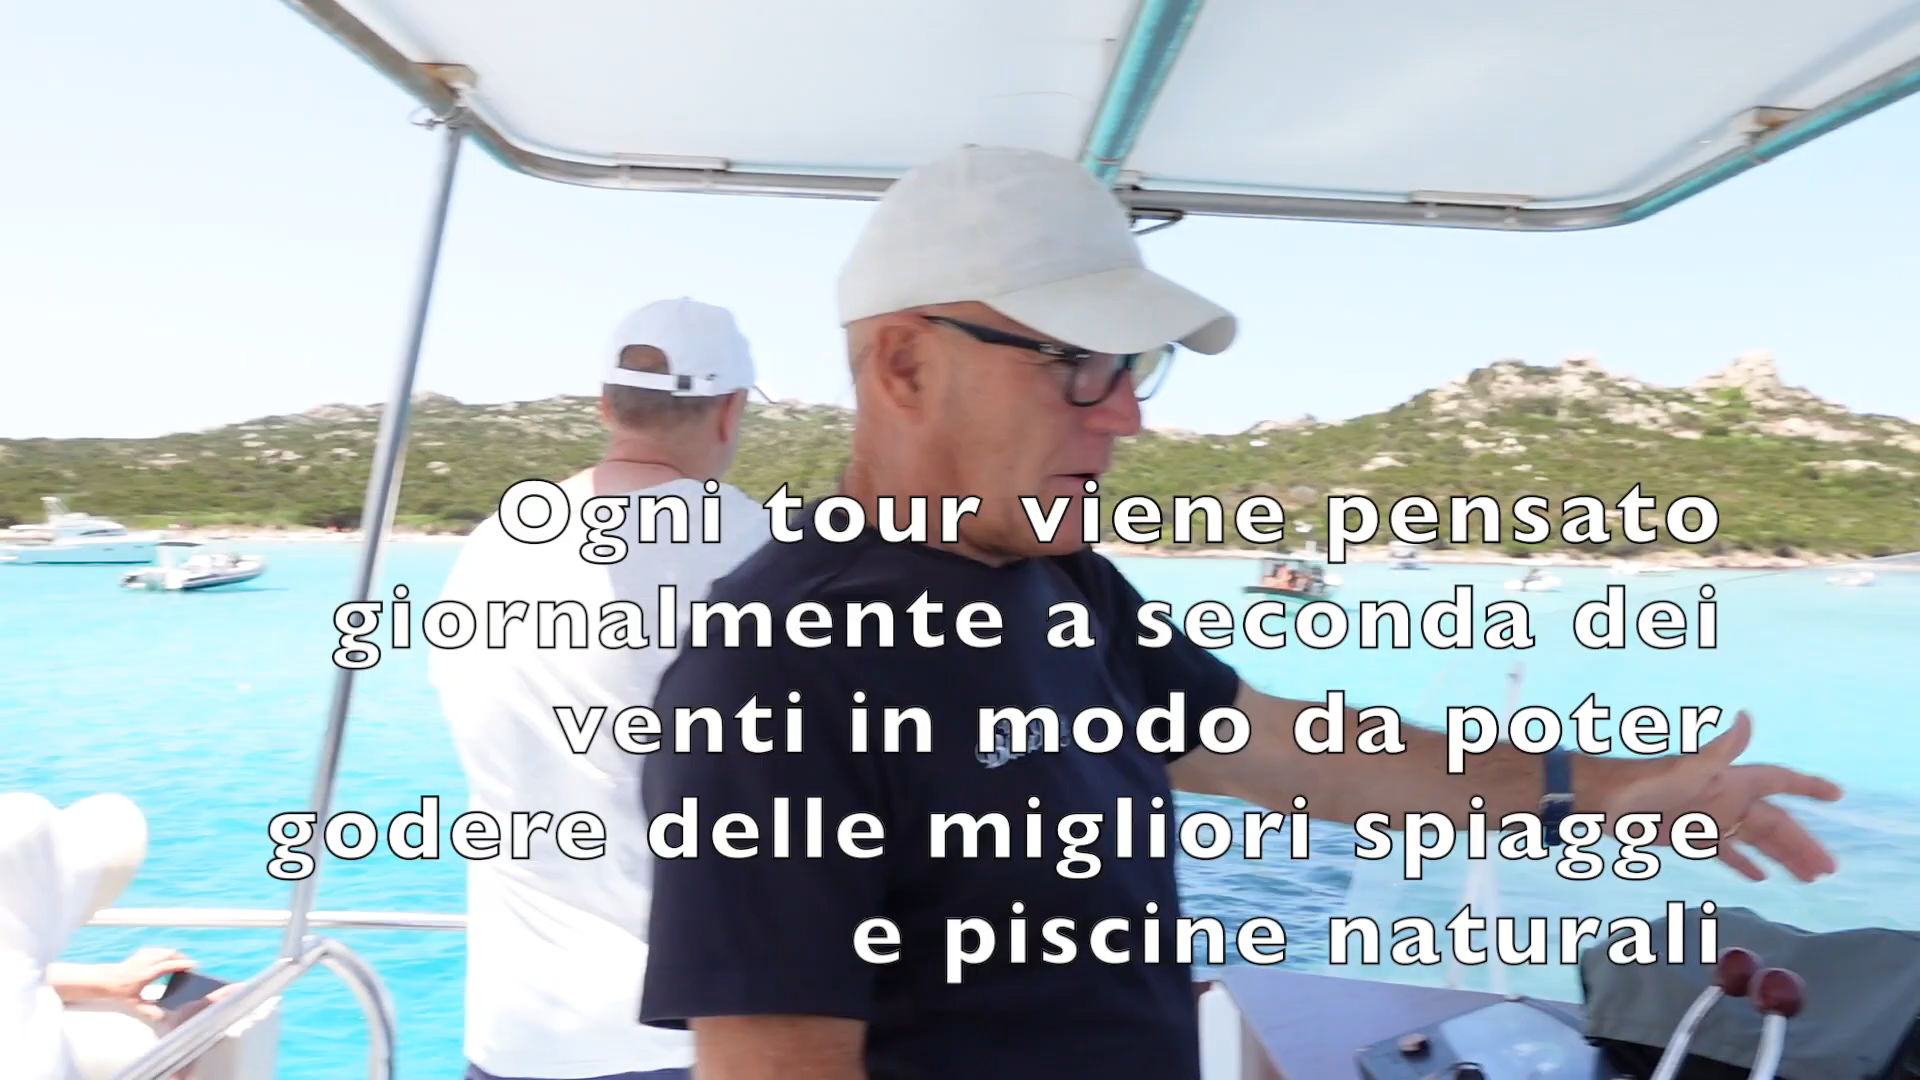 Ogni tour viene pensato
giornalmente a seconda dei
venti in modo da poter
godere delle migliori spiagge
e piscine naturali